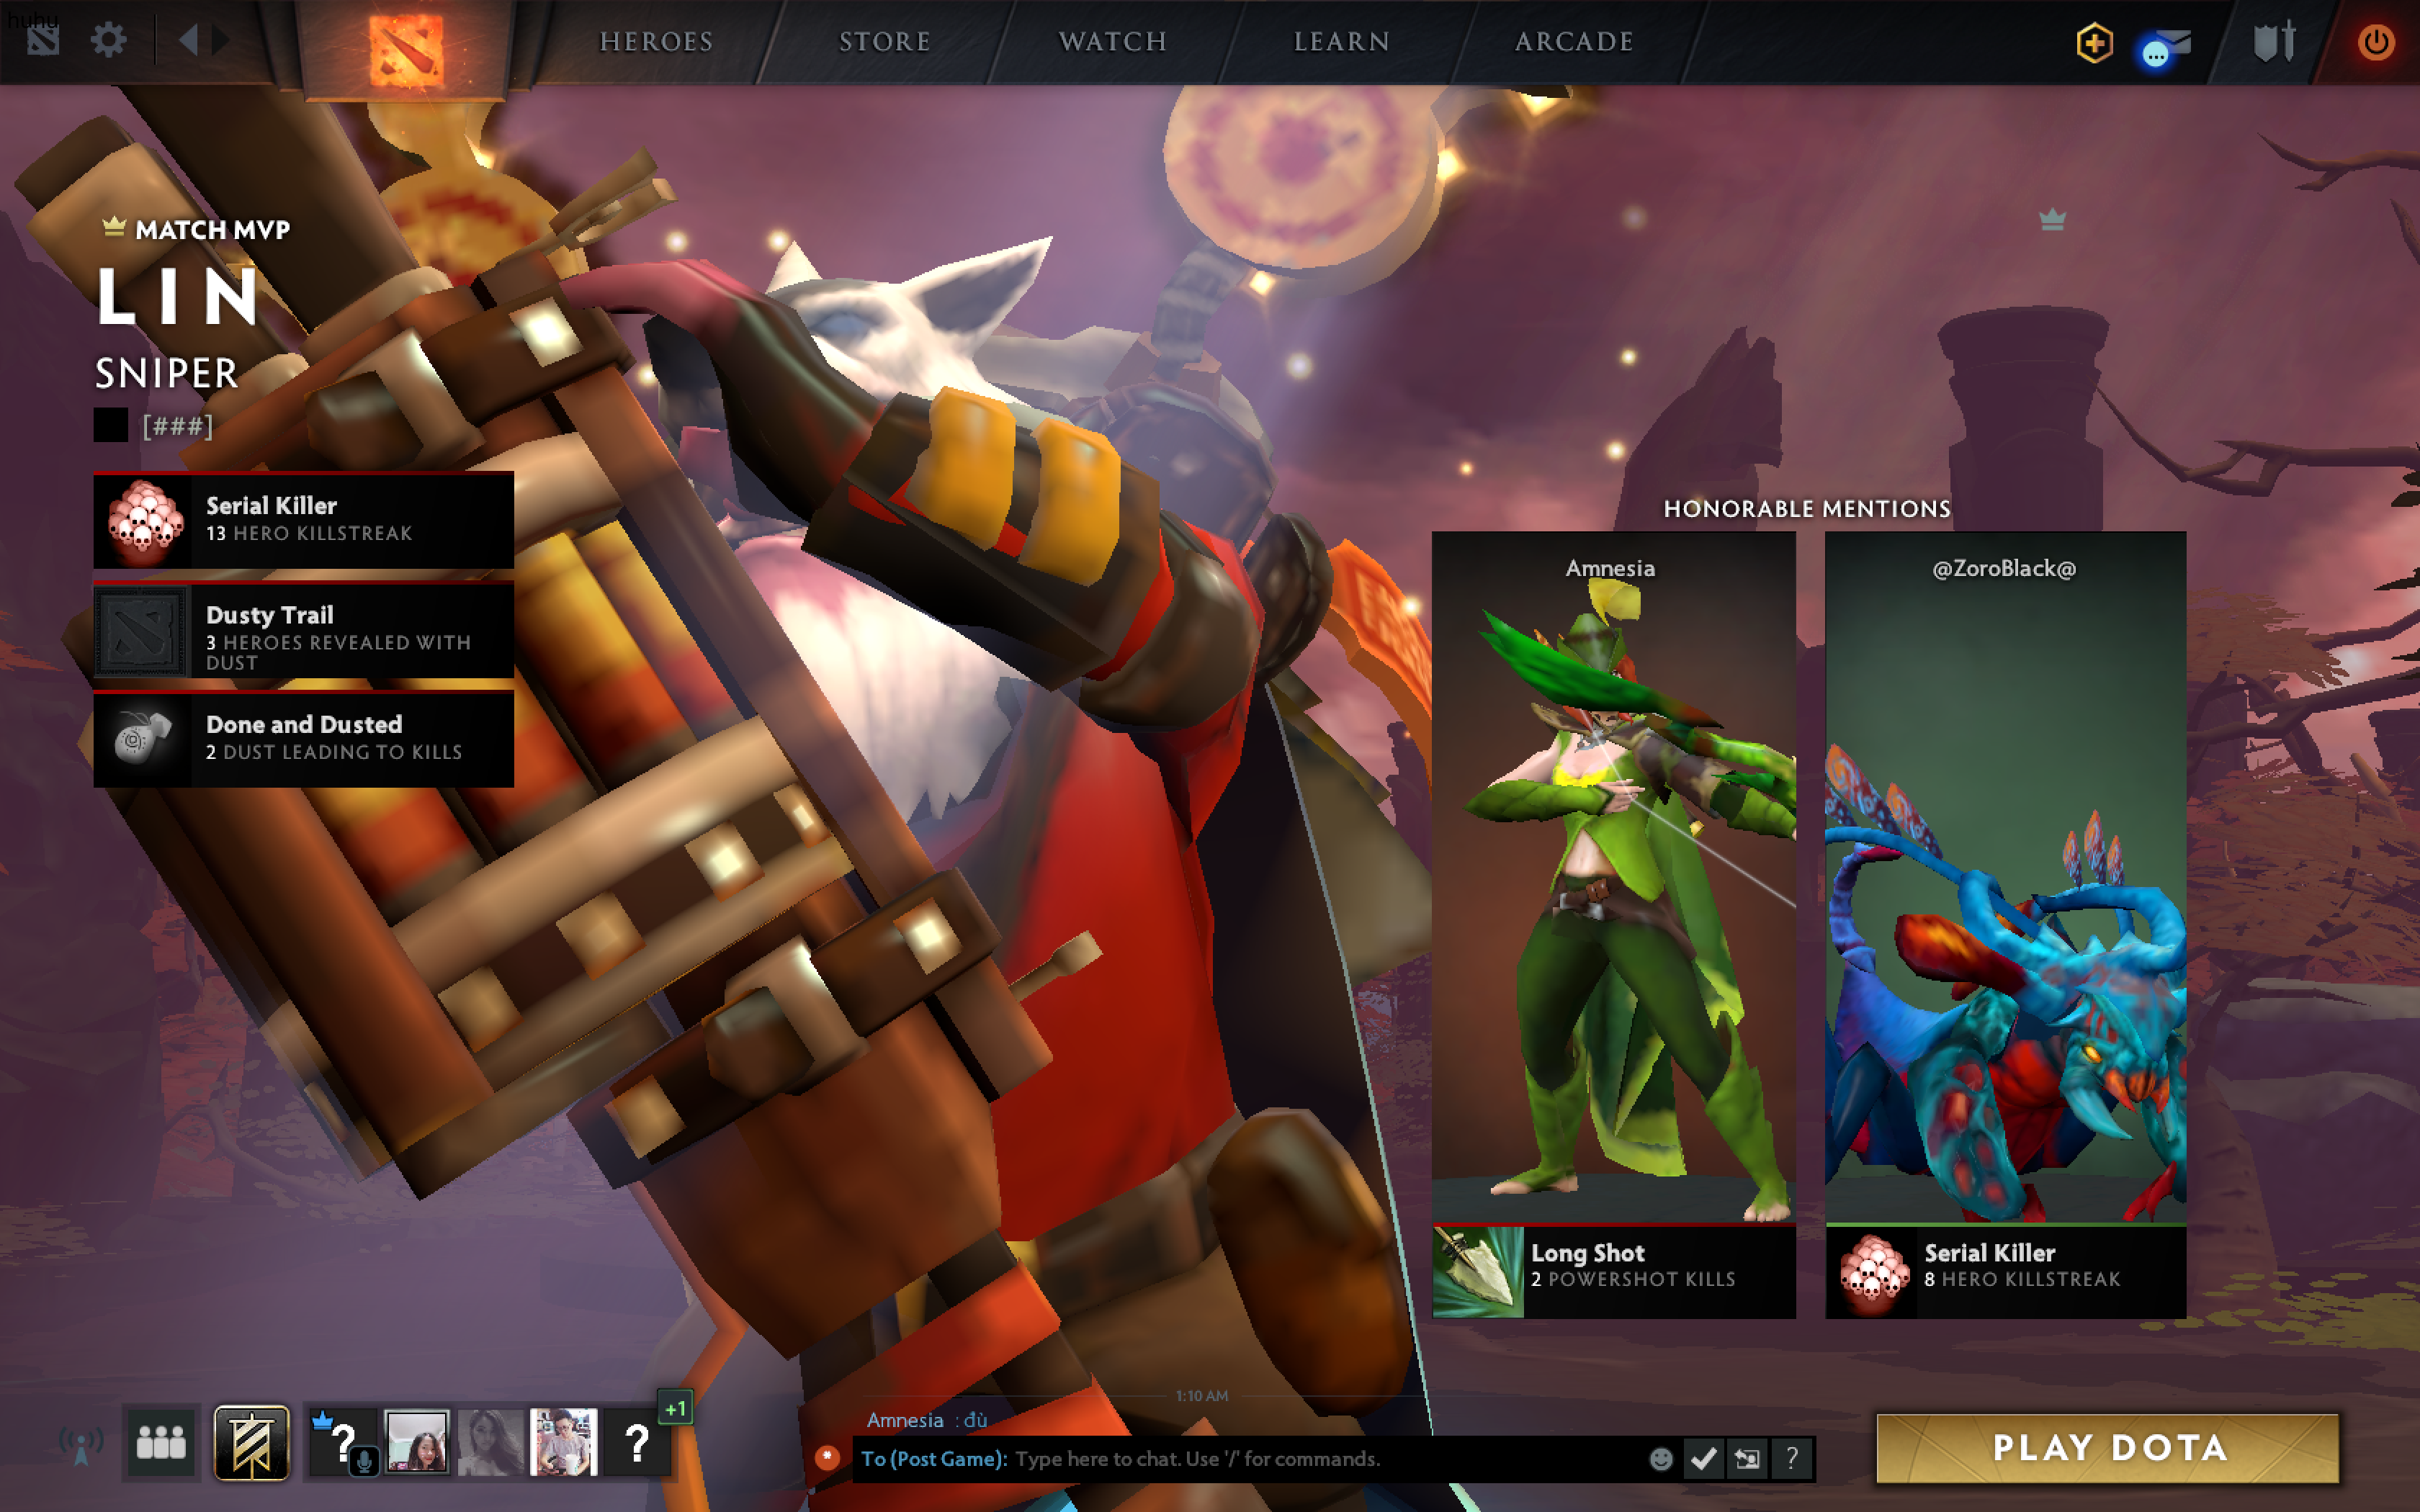 huhu
HEROES
STORE
WATCH
LEARN
ARCADE
MATCH MVP
LIN
SNIPER
[###]
Serial Killer
13 HERO KILLSTREAK
Dusty Trail
3 HEROES REVEALED WITH
DUST
Done and Dusted
2 DUST LEADING TO KILLS
HONORABLE MENTIONS
Amnesia
@ZoroBlack@
Long Shot
2 POWERSHOT KILLS
Serial Killer
8 HERO KILLSTREAK
1:10 AM
Amnesia : đù
To (Post Game): Type here to chat. Use '/' for commands.
?
?
?
+1
PLAY DOTA